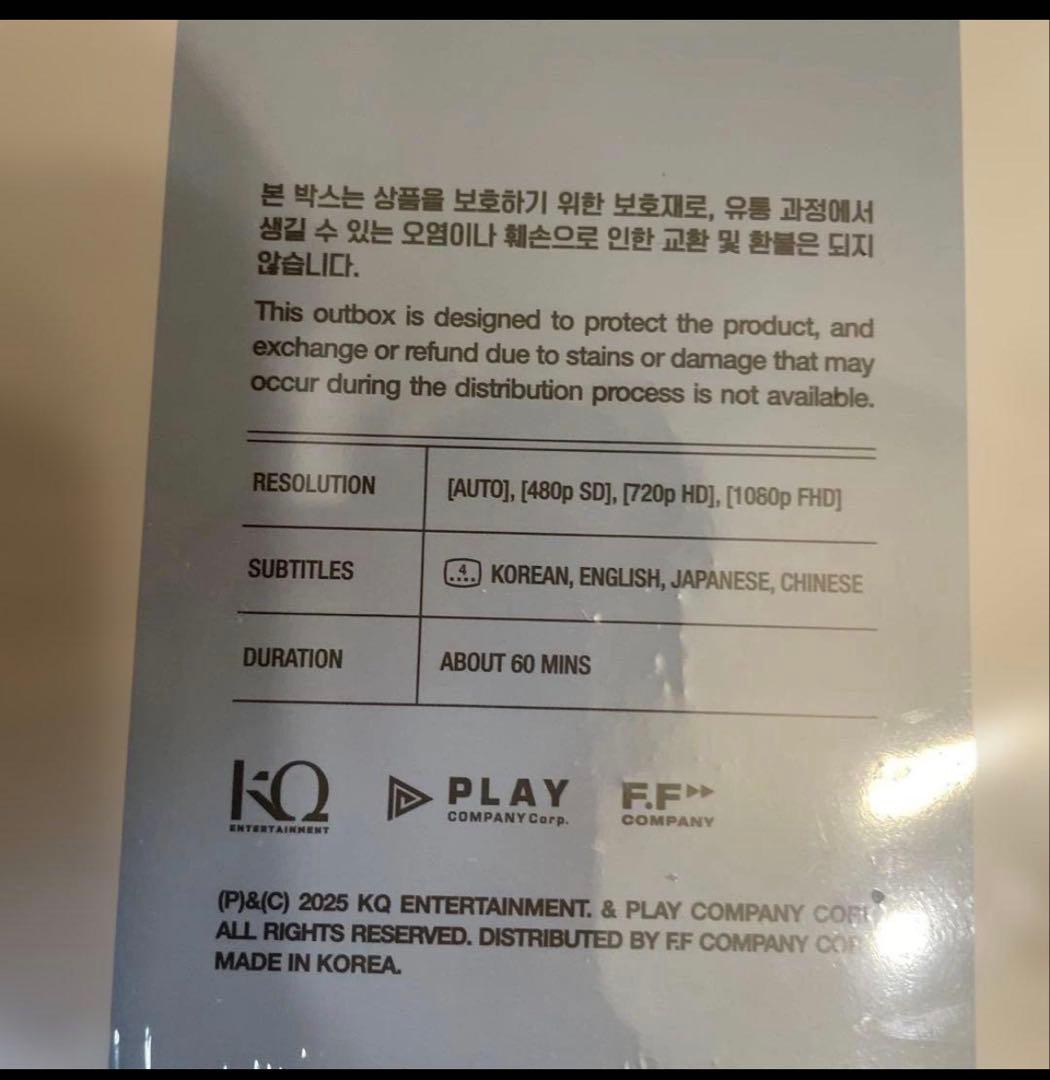 본 박스는 상품을 보호하기 위한 보호재로, 유통 과정에서
생길 수 있는 오염이나 훼손으로 인한 교환 및 환불은 되지
않습니다.
This outbox is designed to protect the product, and
exchange or refund due to stains or damage that may
occur during the distribution process is not available.
RESOLUTION [AUTO], [480p SD], [720p HD], [1080p FHD]
SUBTITLES 4 KOREAN, ENGLISH, JAPANESE, CHINESE
DURATION ABOUT 60 MINS
KQ ENTERTAINMENT
PLAY COMPANY Corp.
F.F COMPANY
(P)&(C) 2025 KQ ENTERTAINMENT. & PLAY COMPANY
ALL RIGHTS RESERVED. DISTRIBUTED BY F.F COMPANY
MADE IN KOREA.